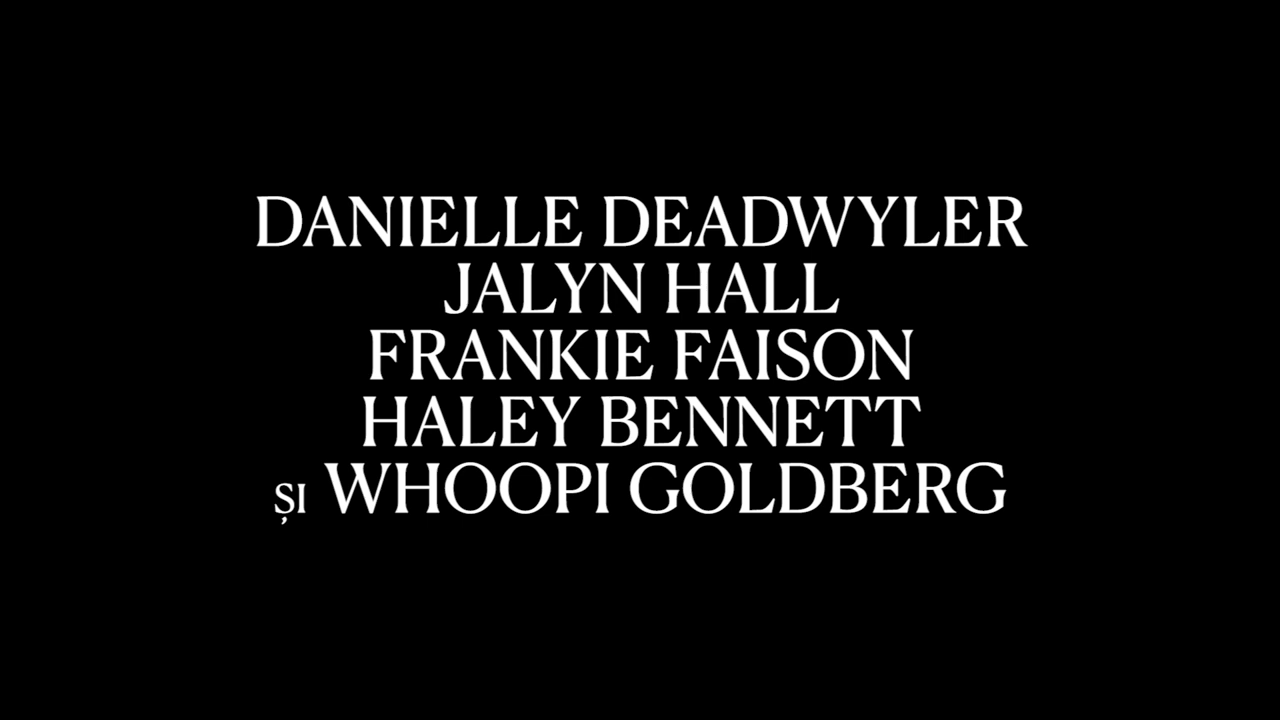 DANIELLE DEADWYLER
JALYN HALL
FRANKIE FAISON
HALEY BENNETT
ȘI WHOOPI GOLDBERG